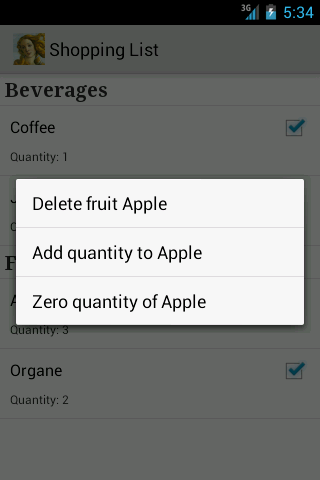 3G
5:34
Shopping List
Beverages
Coffee
Quantity: 1
Delete fruit Apple
Add quantity to Apple
Zero quantity of Apple
Quantity: 3
Organe
Quantity: 2